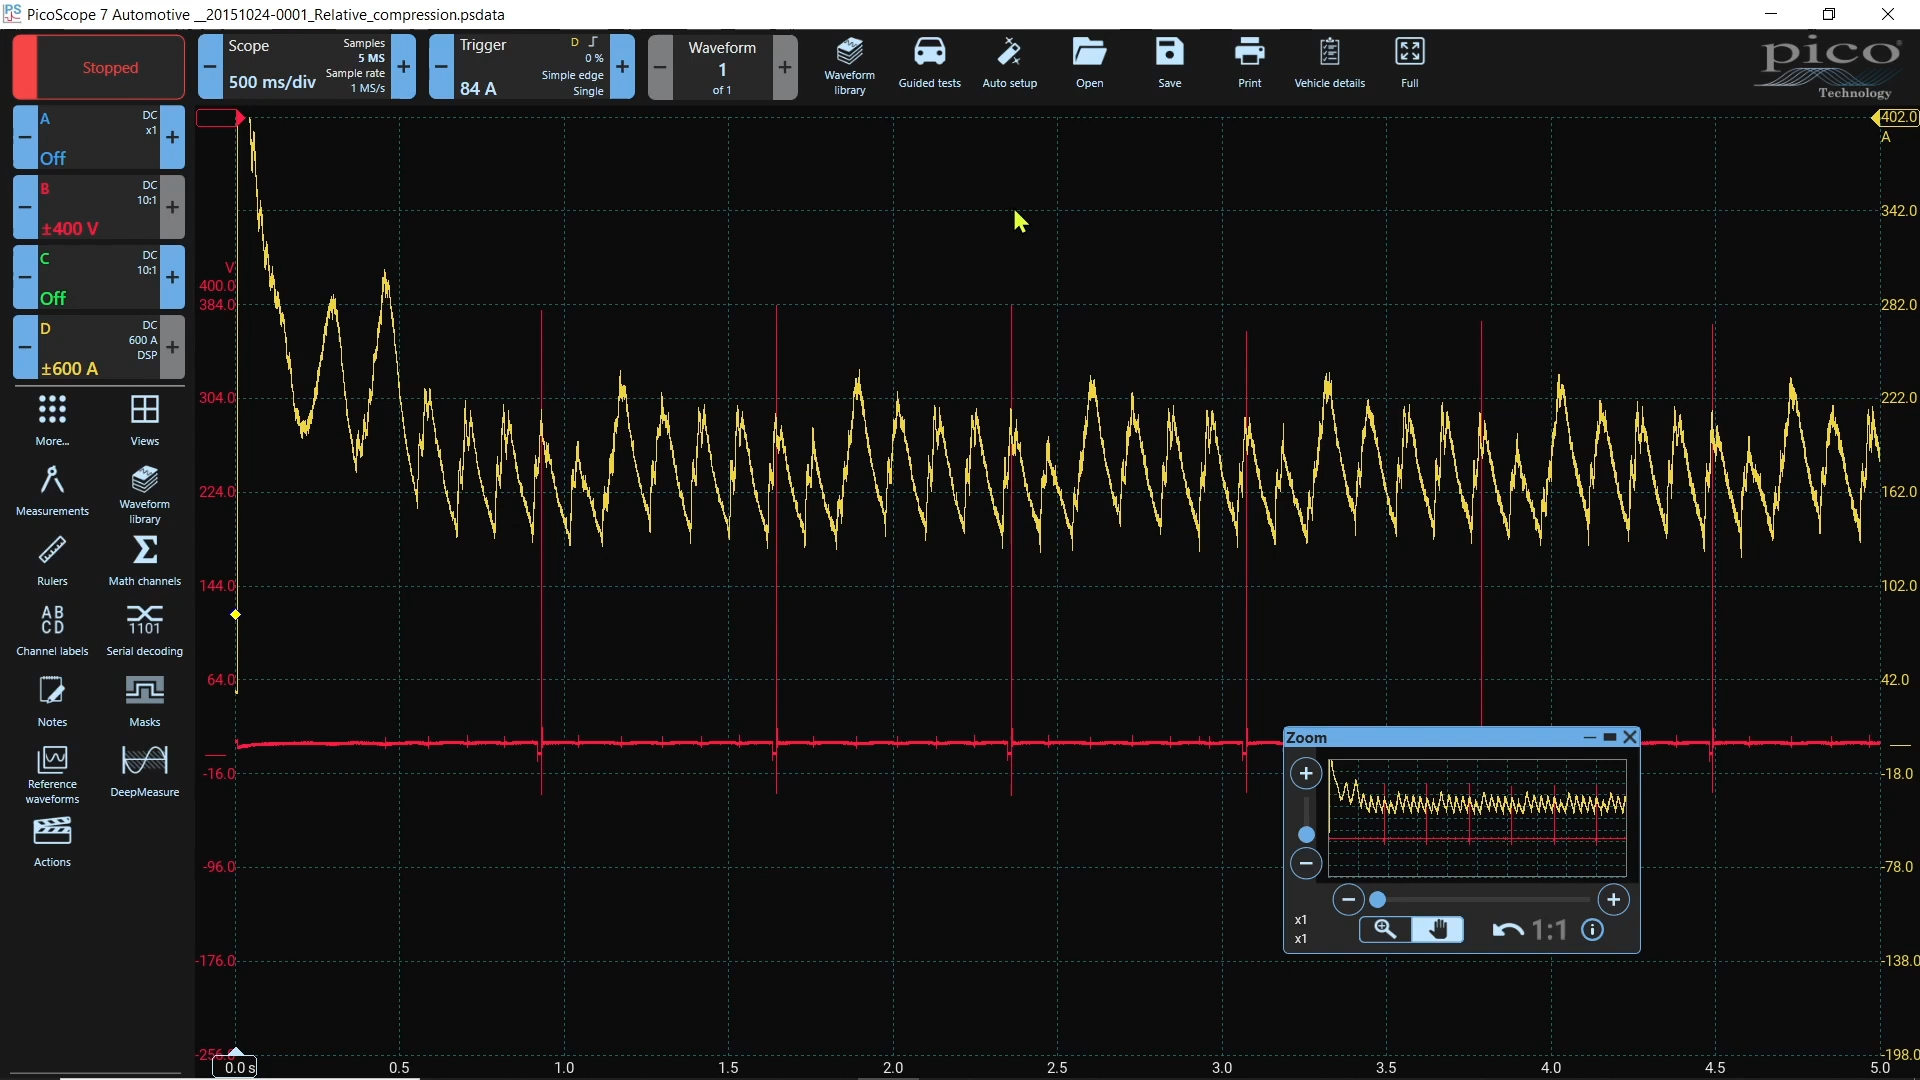 PicoScope 7 Automotive __20151024-0001_Relative_compression.psdata
Stopped
Scope
500 ms/div
Samples
5 MS
Sample rate
1 MS/s
Trigger
84 A
D
0 %
Simple edge
Single
Waveform
1
of 1
Waveform
library
Guided tests
Auto setup
Open
Save
Print
Vehicle details
Full
pico
Technology
A
DC
x1
Off
B
DC
10:1
±400 V
C
DC
10:1
Off
D
DC
600 A
DSP
±600 A
More...
Views
Measurements
Waveform
library
Rulers
Math channels
A B
C D
1101
Channel labels
Serial decoding
Notes
Masks
Reference
waveforms
DeepMeasure
Actions
V
400.0
384.0
304.0
224.0
144.0
64.0
-16.0
-96.0
-176.0
-256.0
402.0
A
342.0
282.0
222.0
162.0
102.0
42.0
-18.0
-78.0
-138.0
-198.0
Zoom
x1
x1
1:1
0.0 s
0.5
1.0
1.5
2.0
2.5
3.0
3.5
4.0
4.5
5.0